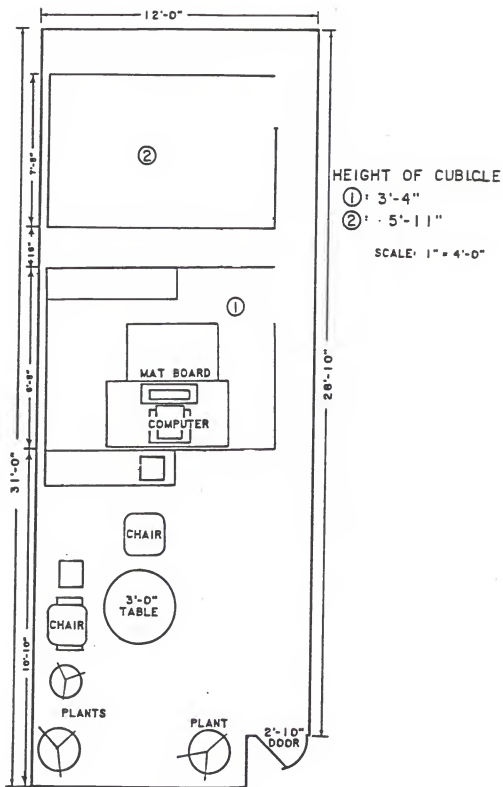 12'-0"
②
7'-8"
HEIGHT OF CUBICLE
①: 3'-4"
②: 5'-11"
SCALE: 1" = 4'-0"
①
MAT BOARD
COMPUTER
28'-10"
31'-0"
CHAIR
3'-0"
TABLE
CHAIR
10'-10"
PLANTS
PLANT
2'-10"
DOOR